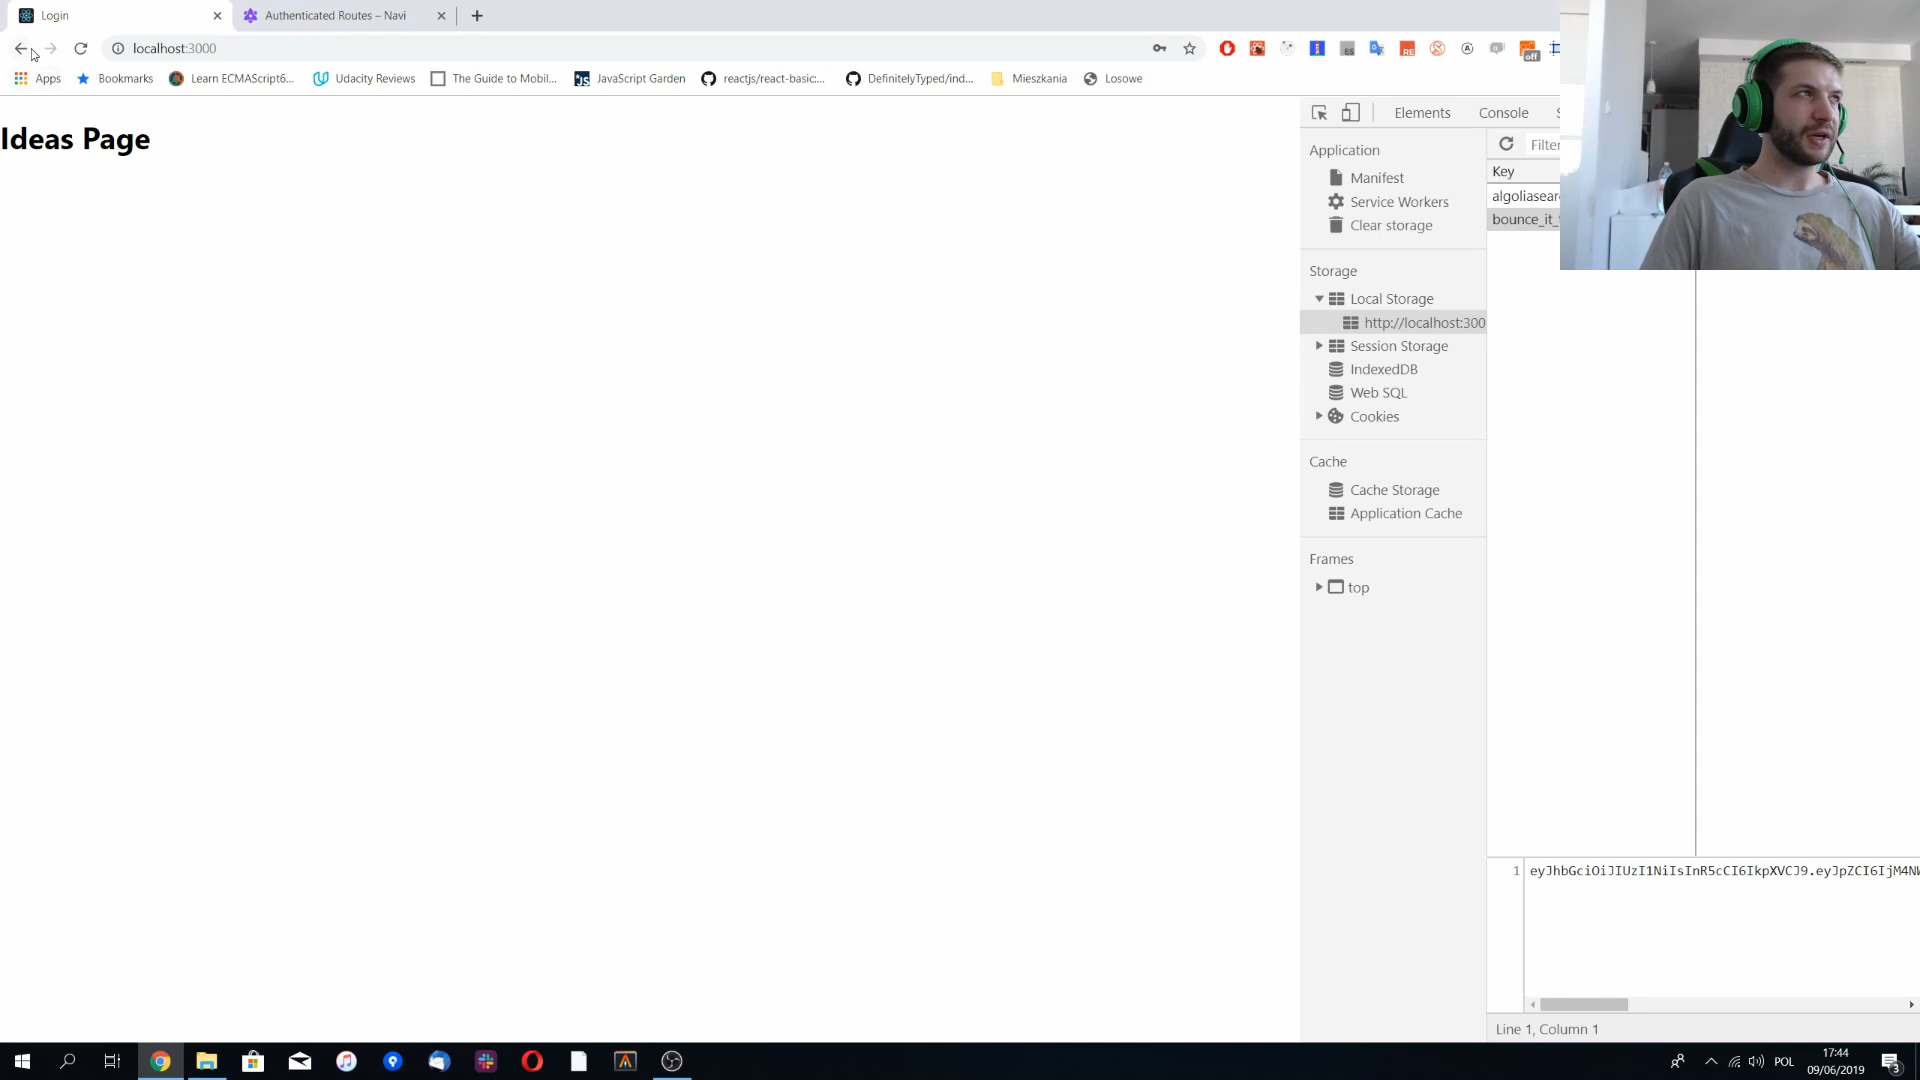 Login
Authenticated Routes – Navi
localhost:3000
Apps
Bookmarks
Learn ECMAScript6...
Udacity Reviews
The Guide to Mobil...
JavaScript Garden
reactjs/react-basic:...
DefinitelyTyped/ind...
Mieszkania
Losowe
off
Ideas Page
Elements
Console
Application
Manifest
Service Workers
Clear storage
Storage
Local Storage
http://localhost:300
Session Storage
IndexedDB
Web SQL
Cookies
Cache
Cache Storage
Application Cache
Frames
top
Filter
Key
algoliasear
bounce_it_
1 eyJhbGciOiJIUzI1NiIsInR5cCI6IkpXVCJ9.eyJpZCI6IjM4NW
Line 1, Column 1
POL
17:44
09/06/2019
3